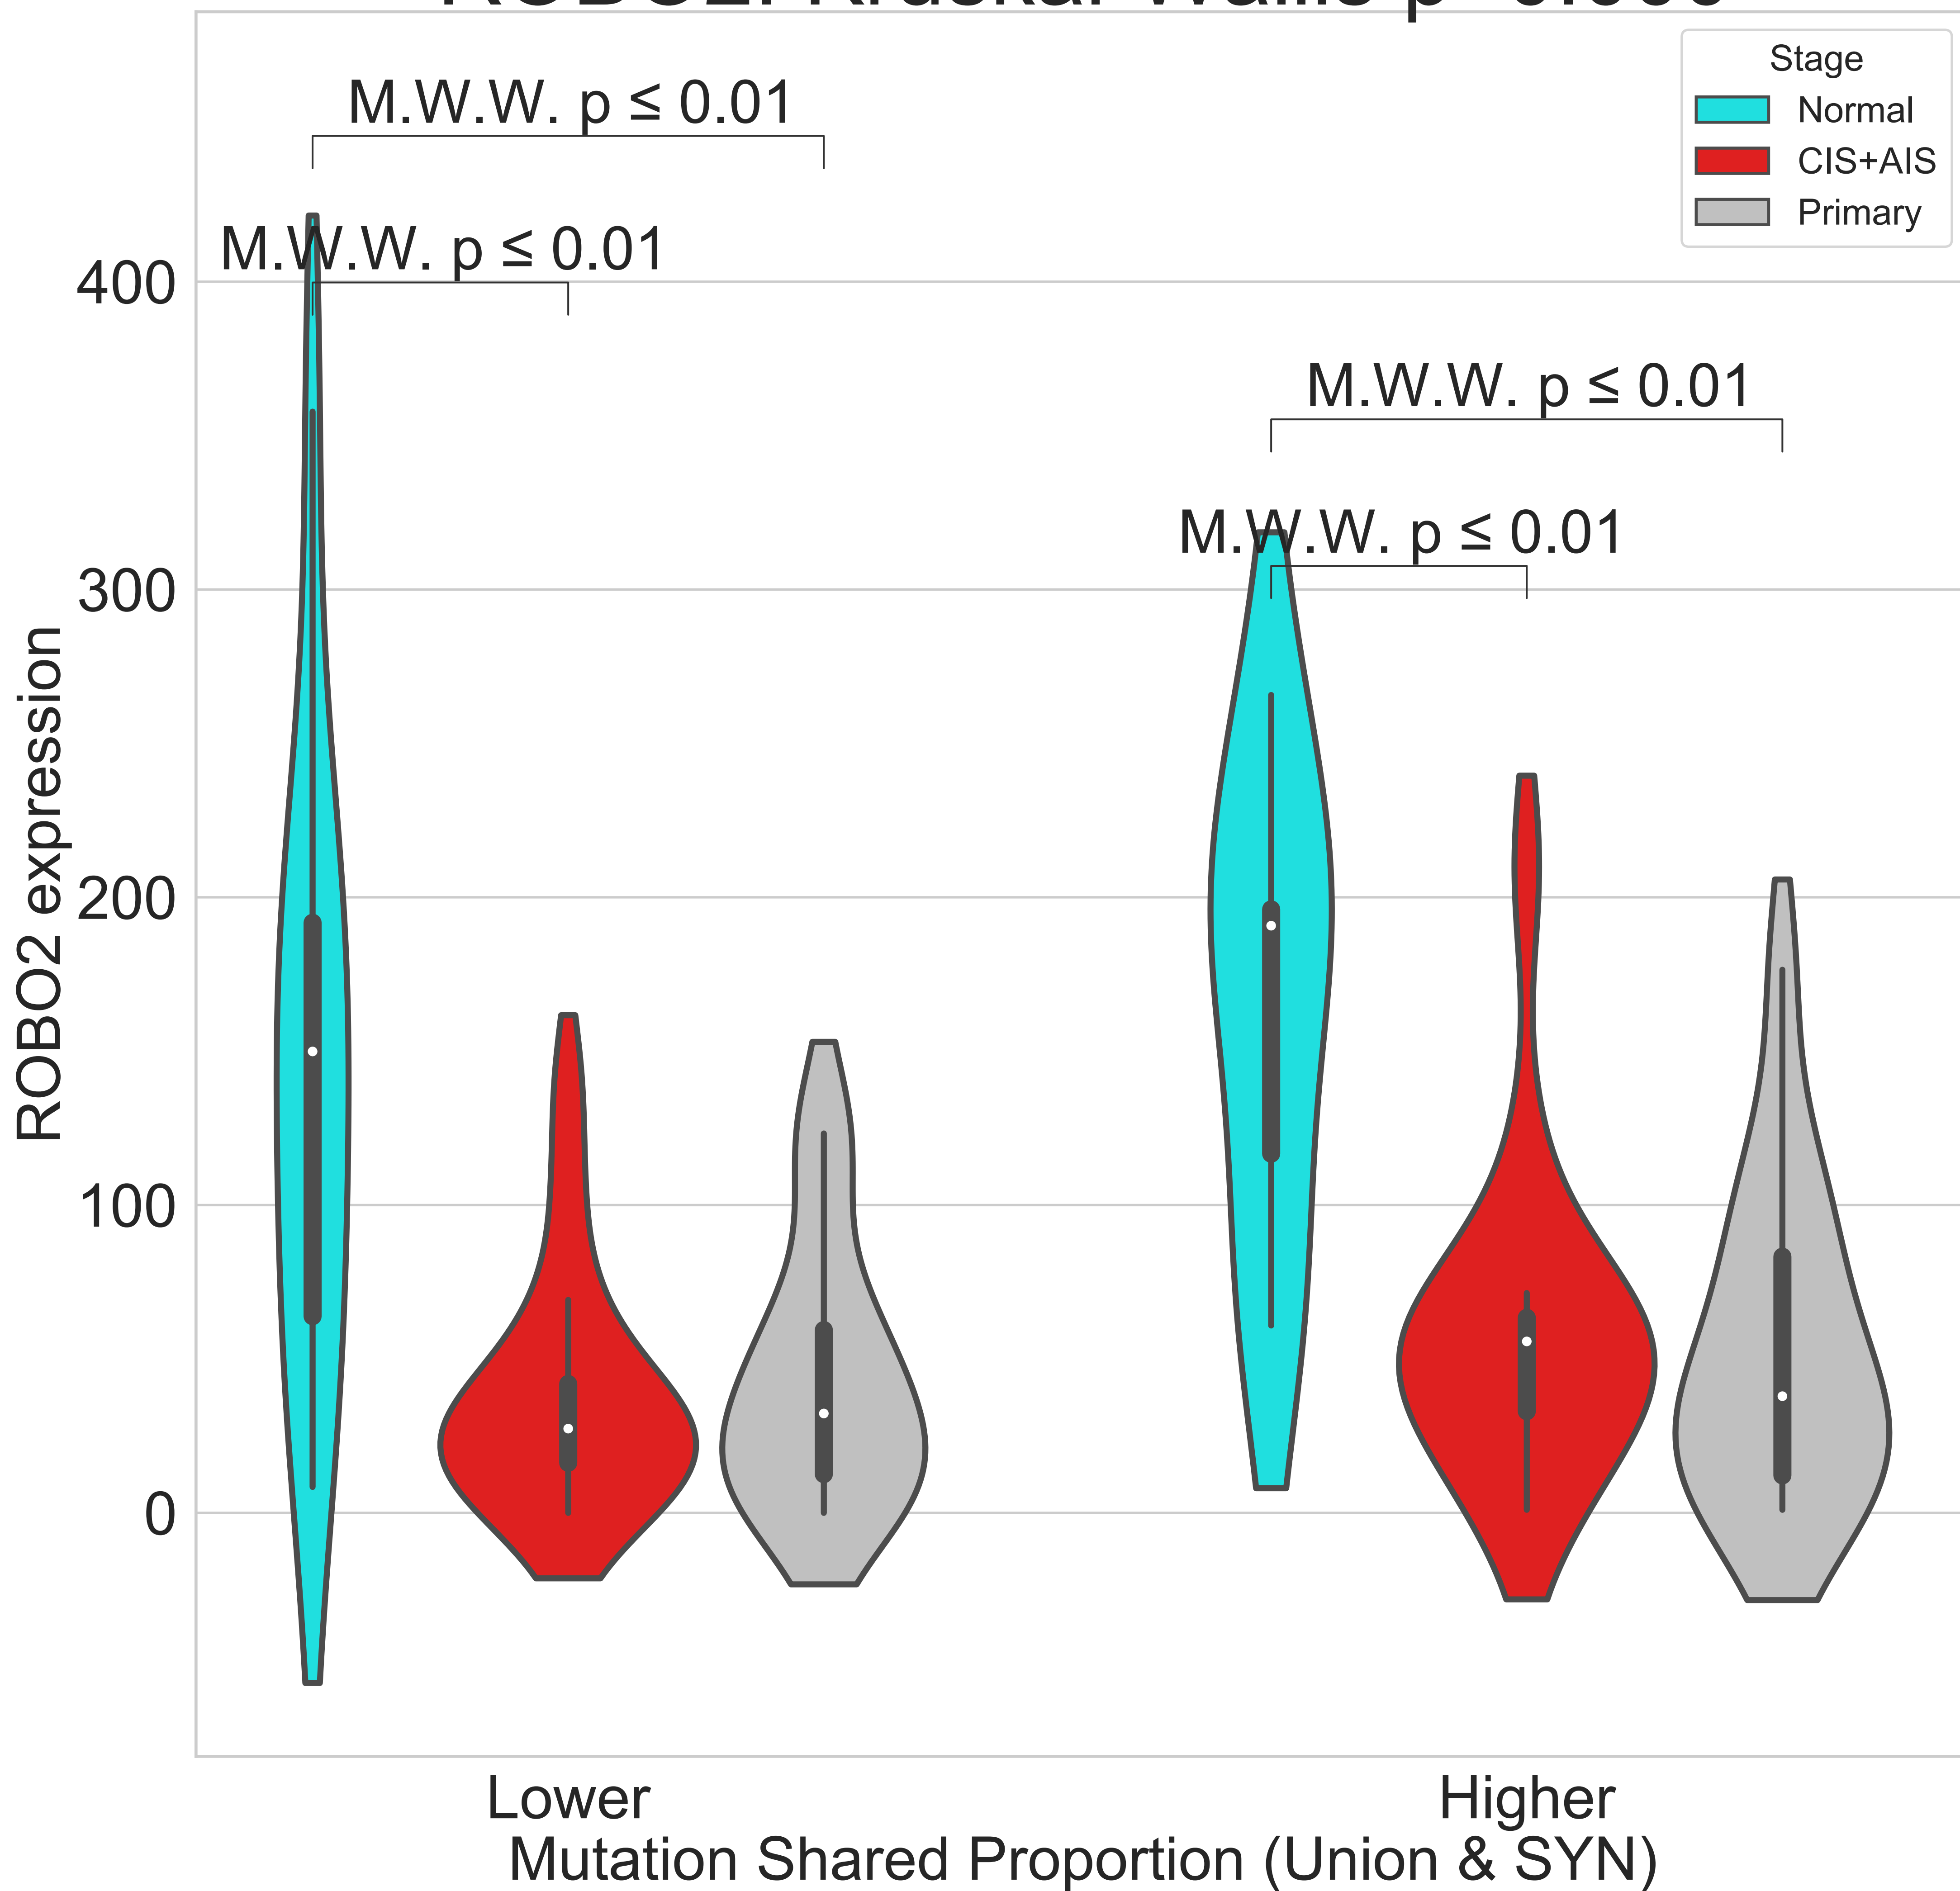 Stage
Normal
CIS+AIS
Primary
M.W.W. p ≤ 0.01
M.W.W. p ≤ 0.01
M.W.W. p ≤ 0.01
M.W.W. p ≤ 0.01
400
300
200
100
0
ROBO2 expression
Lower
Higher
Mutation Shared Proportion (Union & SYN)